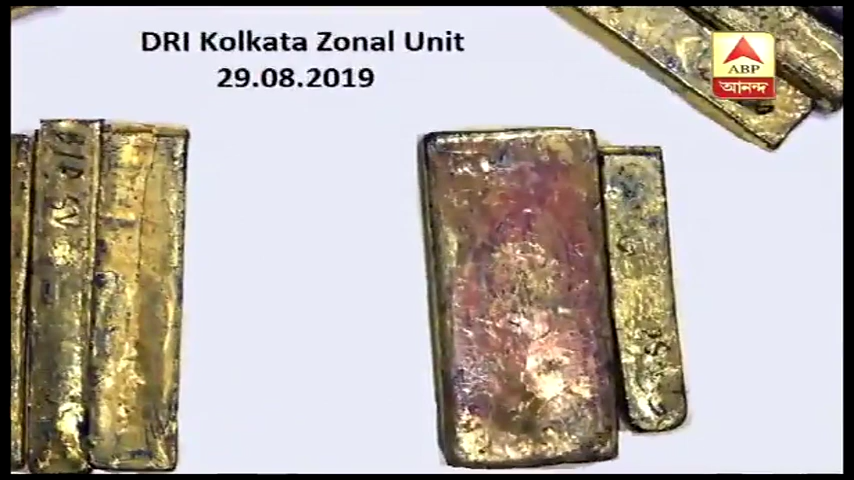 DRI Kolkata Zonal Unit
29.08.2019
ABP
আনন্দ